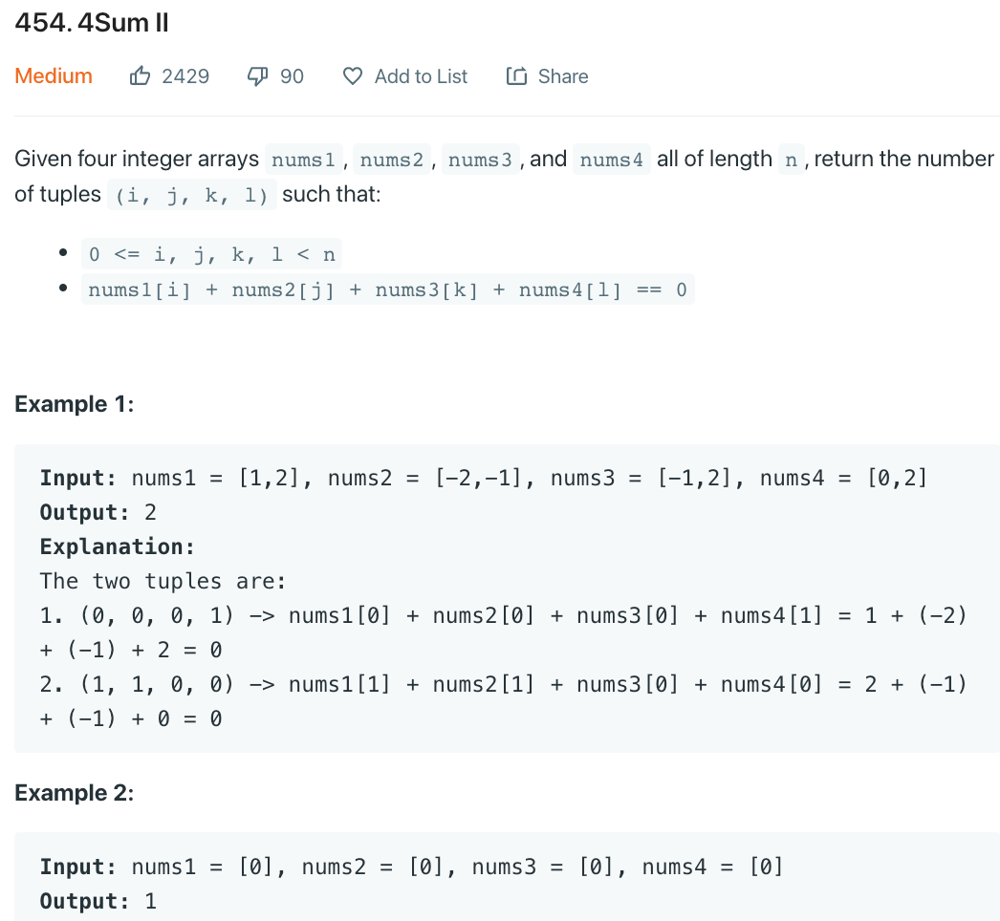 454. 4Sum II
Medium 2429 90 Add to List Share
Given four integer arrays nums1, nums2, nums3, and nums4 all of length n, return the number
of tuples (i, j, k, l) such that:
• 0 <= i, j, k, l < n
• nums1[i] + nums2[j] + nums3[k] + nums4[l] == 0
Example 1:
Input: nums1 = [1,2], nums2 = [-2,-1], nums3 = [-1,2], nums4 = [0,2]
Output: 2
Explanation:
The two tuples are:
1. (0, 0, 0, 1) -> nums1[0] + nums2[0] + nums3[0] + nums4[1] = 1 + (-2)
+ (-1) + 2 = 0
2. (1, 1, 0, 0) -> nums1[1] + nums2[1] + nums3[0] + nums4[0] = 2 + (-1)
+ (-1) + 0 = 0
Example 2:
Input: nums1 = [0], nums2 = [0], nums3 = [0], nums4 = [0]
Output: 1